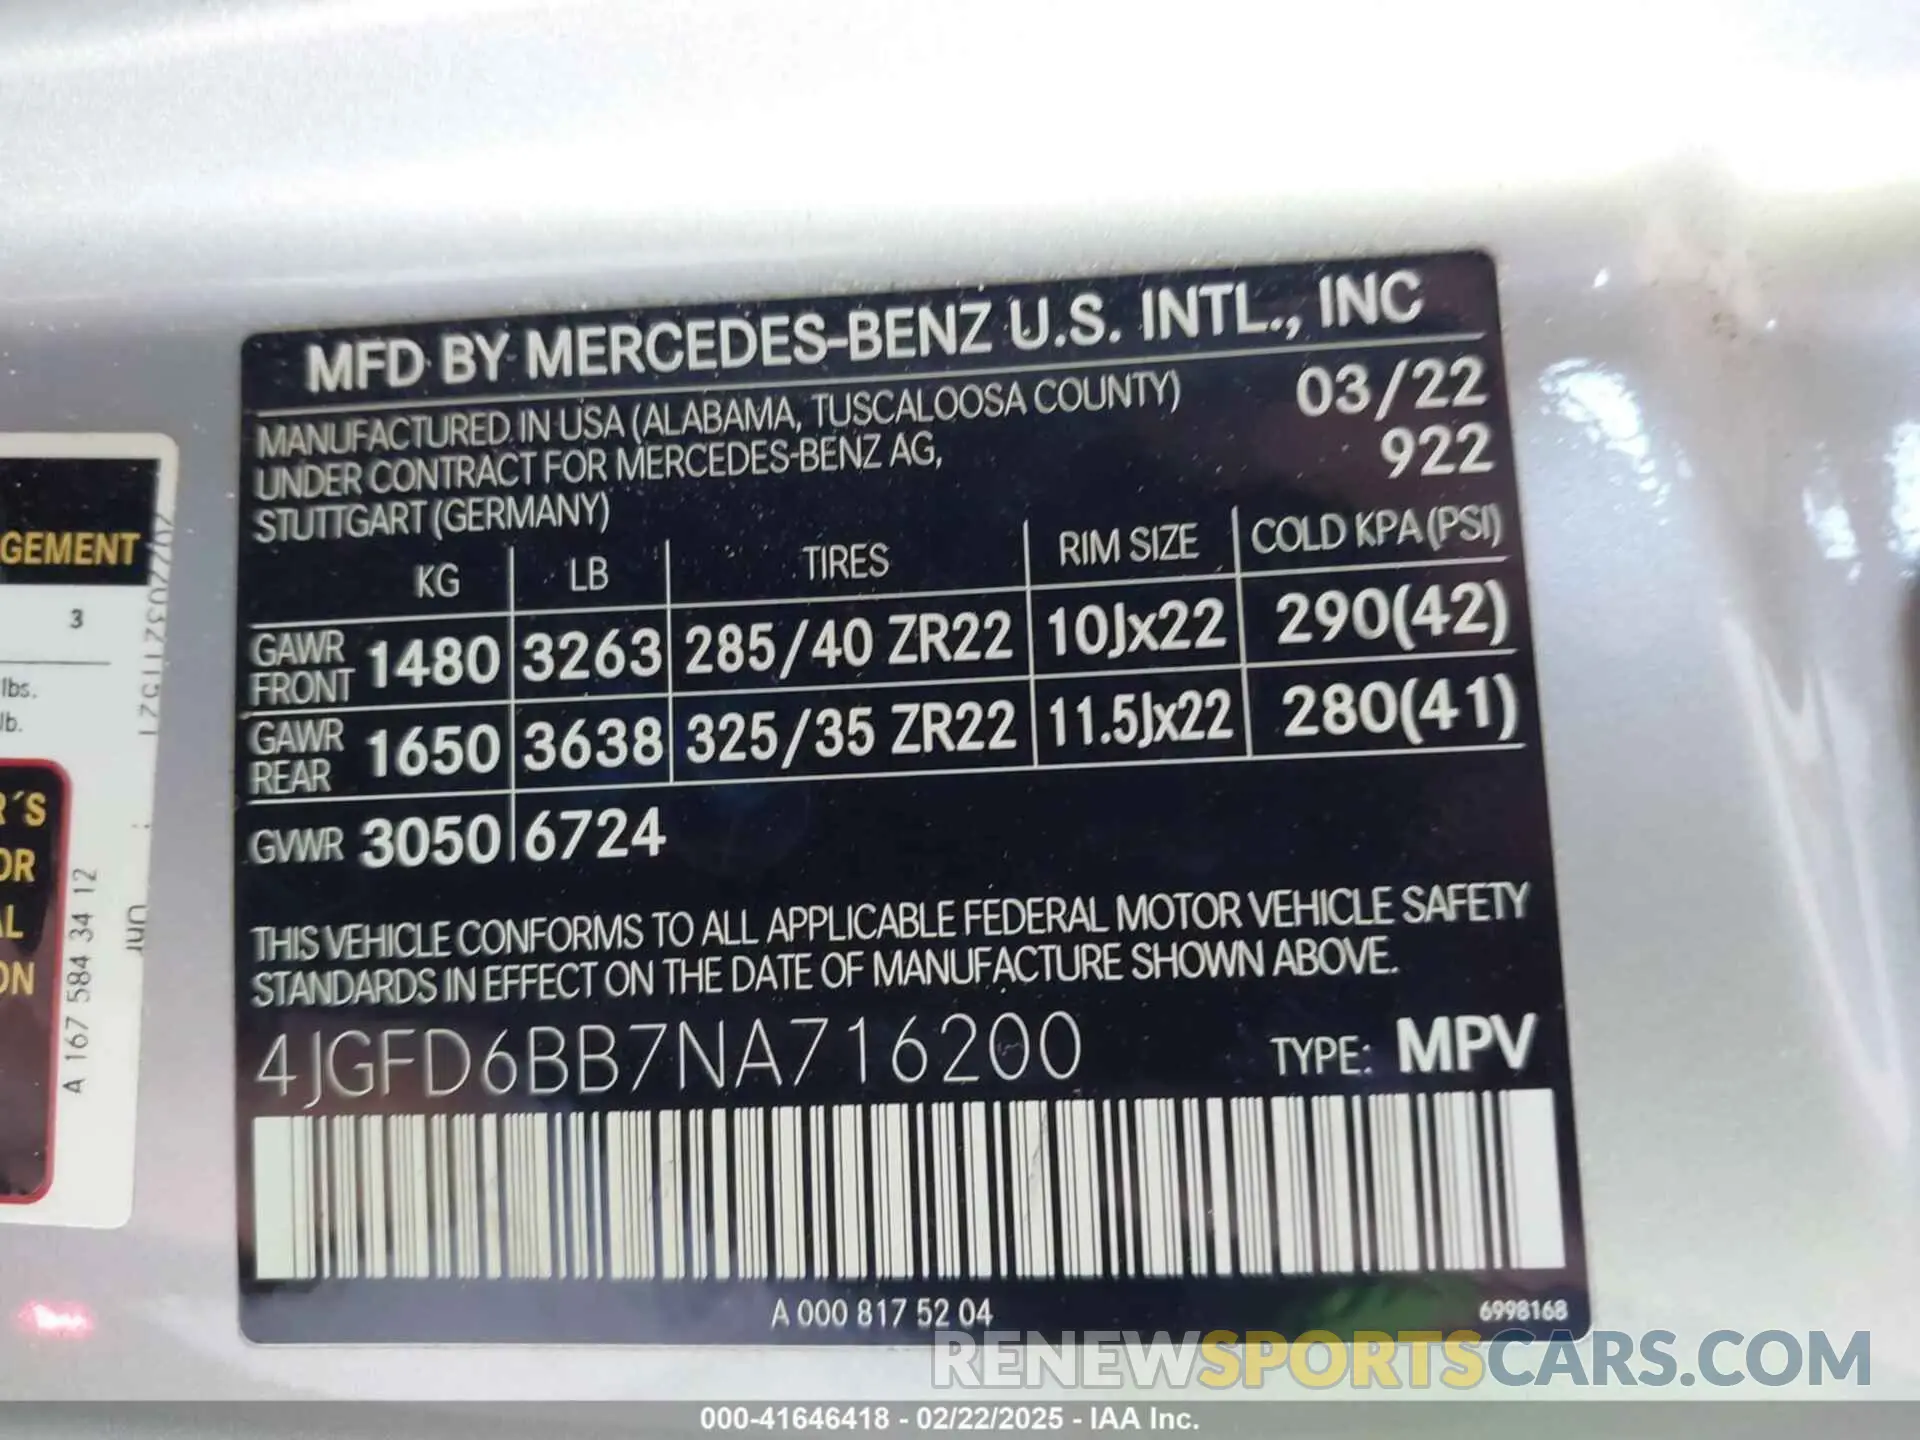 MFD BY MERCEDES-BENZ U.S. INTL., INC
MANUFACTURED IN USA (ALABAMA, TUSCALOOSA COUNTY) 03/22
UNDER CONTRACT FOR MERCEDES-BENZ AG, 922
STUTTGART (GERMANY)
KG LB TIRES RIM SIZE COLD KPA (PSI)
GAWR FRONT 1480 3263 285/40 ZR22 10Jx22 290(42)
GAWR REAR 1650 3638 325/35 ZR22 11.5Jx22 280(41)
GVWR 3050 6724
THIS VEHICLE CONFORMS TO ALL APPLICABLE FEDERAL MOTOR VEHICLE SAFETY
STANDARDS IN EFFECT ON THE DATE OF MANUFACTURE SHOWN ABOVE.
4JGFD6BB7NA716200 TYPE: MPV
A 000 817 52 04 6998168
GEMENT
3
lbs.
lb.
R´S
OR
AL
ON
A 167 584 34 12
RENEWSPORTSCARS.COM
000-41646418 - 02/22/2025 - IAA Inc.